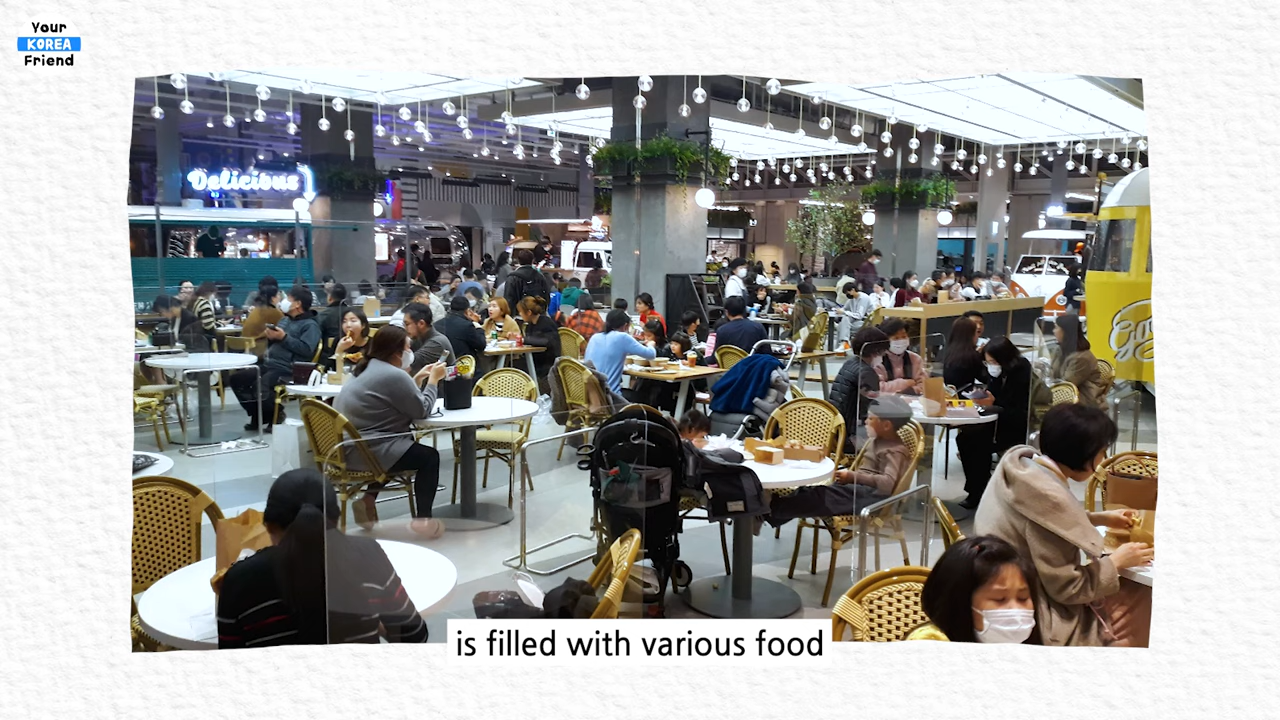 Your
KOREA
Friend
Delicious
is filled with various food